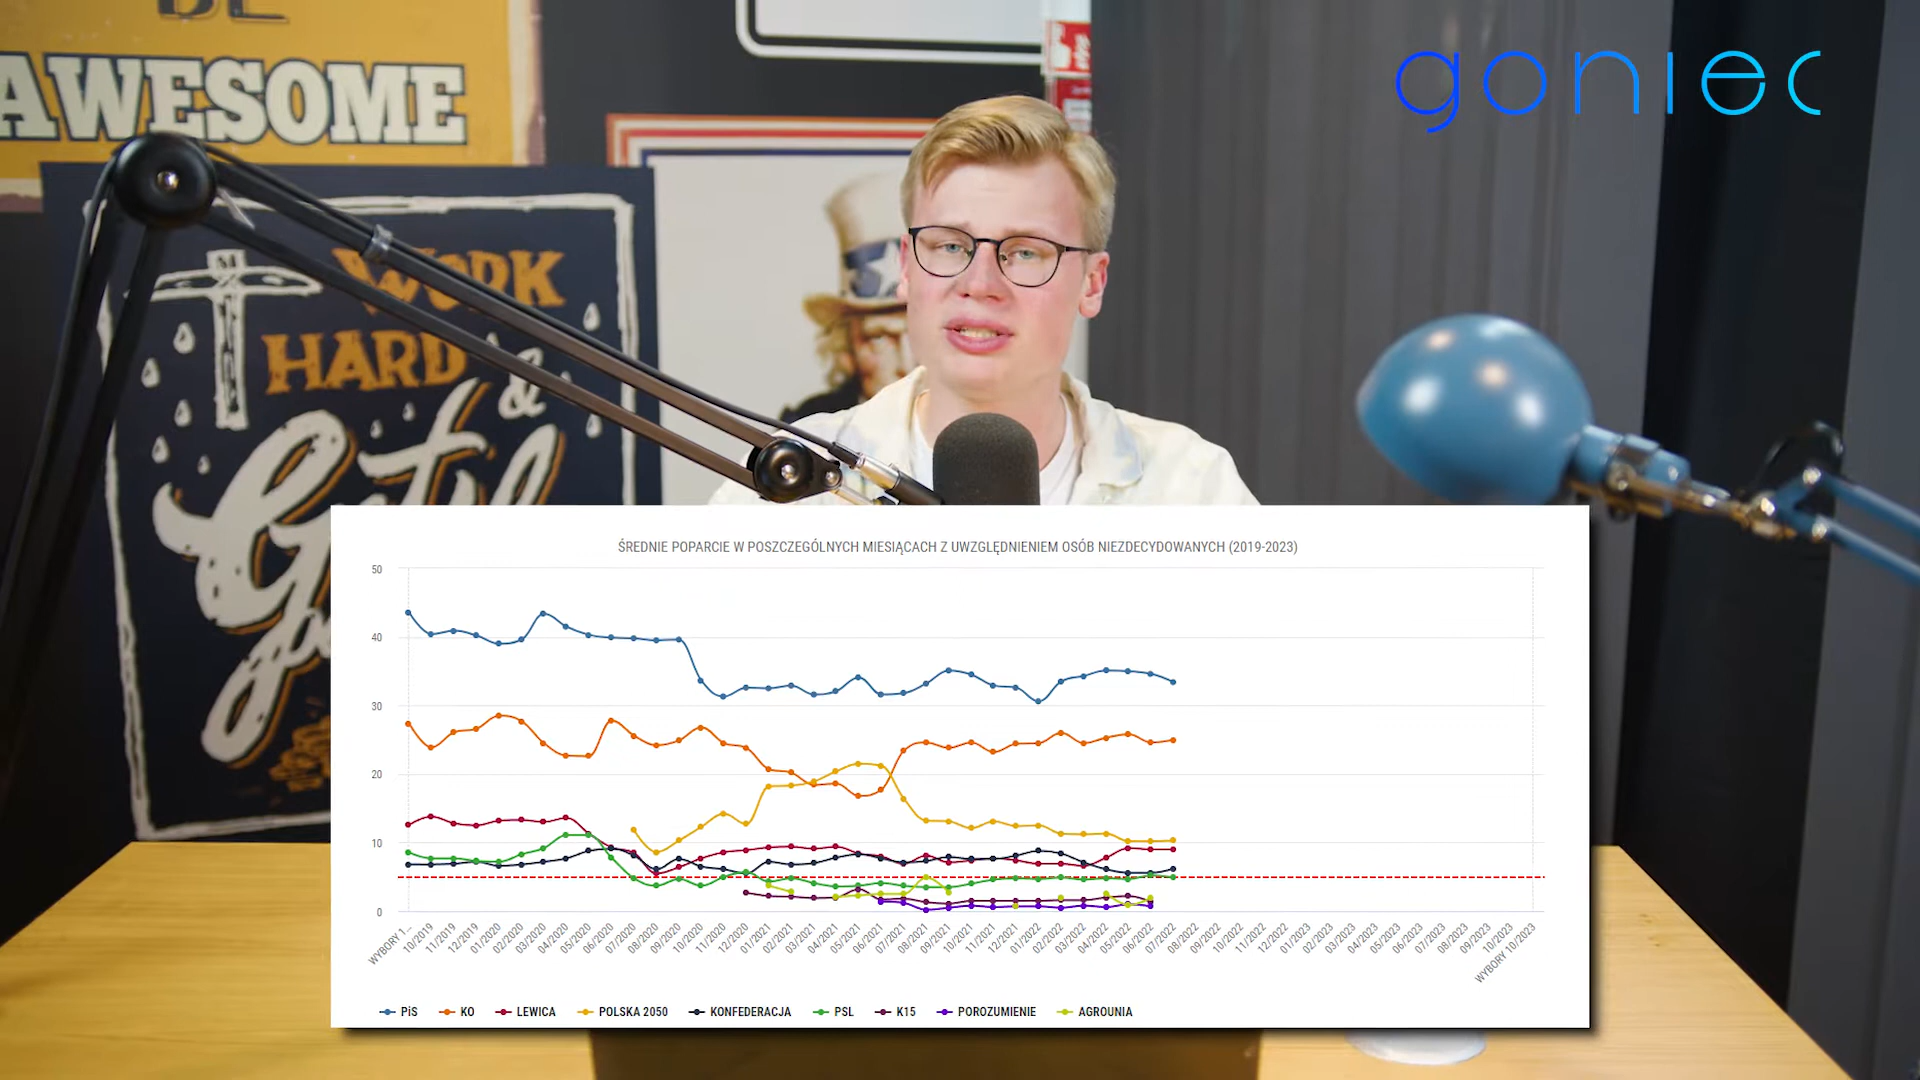 AWESOME
goniec
WORK
HARD
&
ŚREDNIE POPARCIE W POSZCZEGÓLNYCH MIESIĄCACH Z UWZGLĘDNIENIEM OSÓB NIEZDECYDOWANYCH (2019-2023)
50
40
30
20
10
0
WYBORY 1... 10/2019 11/2019 12/2019 01/2020 02/2020 03/2020 04/2020 05/2020 06/2020 07/2020 08/2020 09/2020 10/2020 11/2020 12/2020 01/2021 02/2021 03/2021 04/2021 05/2021 06/2021 07/2021 08/2021 09/2021 10/2021 11/2021 12/2021 01/2022 02/2022 03/2022 04/2022 05/2022 06/2022 07/2022 08/2022 09/2022 10/2022 11/2022 12/2022 01/2023 02/2023 03/2023 04/2023 05/2023 06/2023 07/2023 08/2023 09/2023 10/2023 WYBORY 10/2023
PiS KO LEWICA POLSKA 2050 KONFEDERACJA PSL K15 POROZUMIENIE AGROUNIA